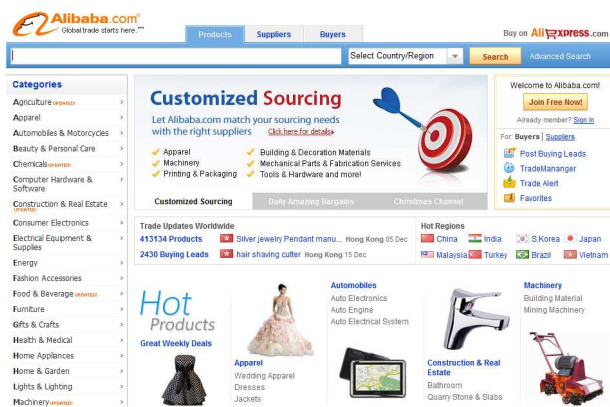 Alibaba.com®
Global trade starts here.™
Products
Suppliers
Buyers
Buy on AliExpress.com
Select Country/Region
Search
Advanced Search
Categories
Agriculture UPDATED!
Apparel
Automobiles & Motorcycles
Beauty & Personal Care
Chemicals UPDATED!
Computer Hardware &
Software
Construction & Real Estate
UPDATED!
Consumer Electronics
Electrical Equipment &
Supplies
Energy
Fashion Accessories
Food & Beverage UPDATED!
Furniture
Gifts & Crafts
Health & Medical
Home Appliances
Home & Garden
Lights & Lighting
Machinery UPDATED!
Customized Sourcing
Let Alibaba.com match your sourcing needs
with the right suppliers Click here for details
Apparel
Machinery
Printing & Packaging
Building & Decoration Materials
Mechanical Parts & Fabrication Services
Tools & Hardware and more!
Customized Sourcing
Daily Amazing Bargains
Christmas Channel
Welcome to Alibaba.com!
Join Free Now!
Already member? Sign in
For: Buyers | Suppliers
Post Buying Leads
TradeMananger
Trade Alert
Favorites
Trade Updates Worldwide
413134 Products Silver jewelry Pendant manu... Hong Kong 05 Dec
2430 Buying Leads hair shaving cutter Hong Kong 15 Dec
Hot Regions
China India S.Korea Japan
Malaysia Turkey Brazil Vietnam
Hot
Products
Great Weekly Deals
Apparel
Wedding Apparel
Dresses
Jackets
Automobiles
Auto Electronics
Auto Engine
Auto Electrical System
Construction & Real
Estate
Bathroom
Quarry Stone & Slabs
Machinery
Building Material
Mining Machinery